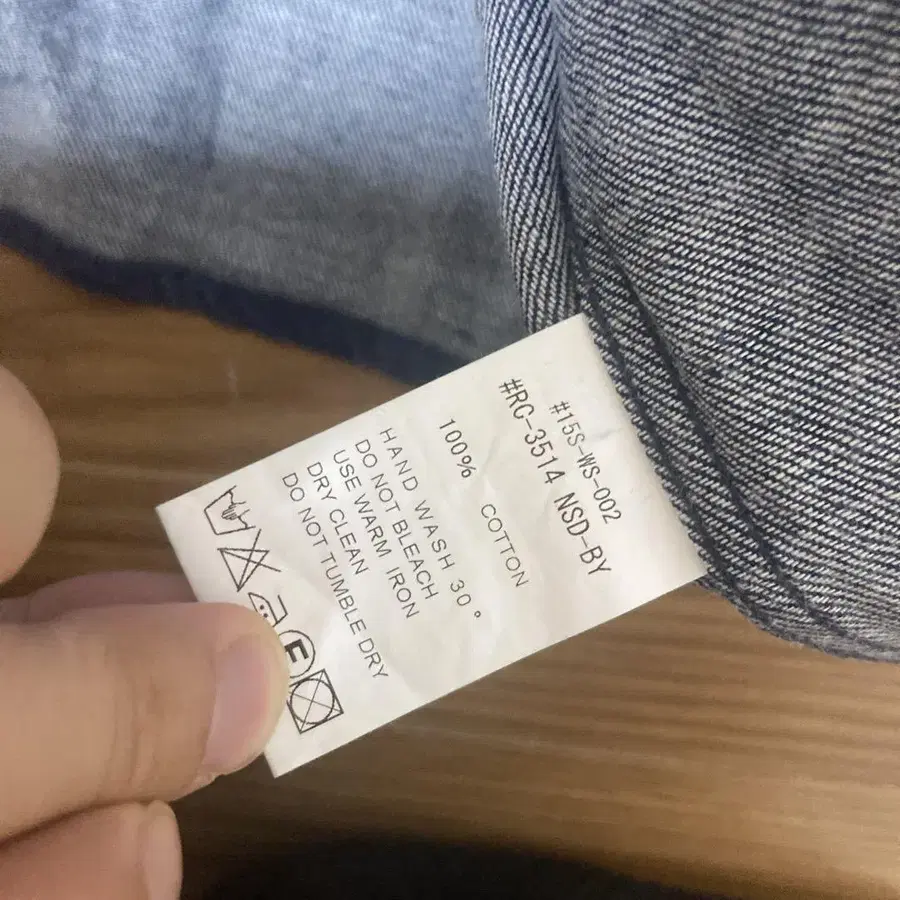 #15S-WS-002
#RC-3514 NSD-BY
100% COTTON
HAND WASH 30°
DO NOT BLEACH
USE WARM IRON
DRY CLEAN
DO NOT TUMBLE DRY
E